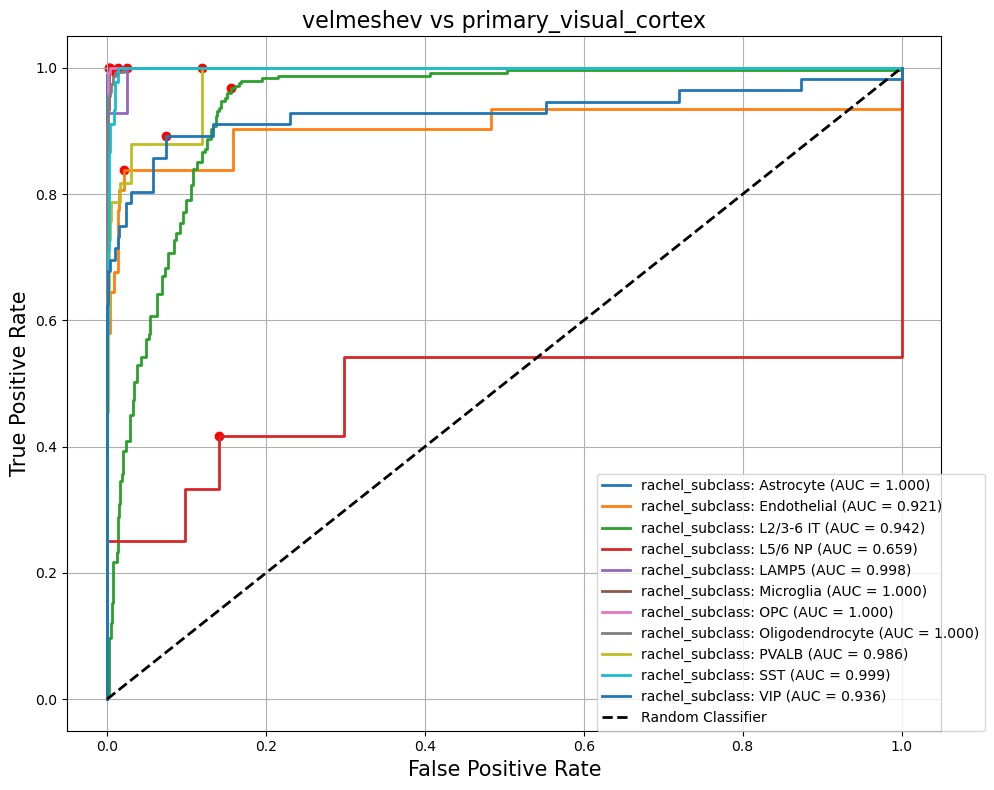 velmeshev vs primary_visual_cortex
1.0
0.8
0.6
0.4
0.2
0.0
True Positive Rate
rachel_subclass: Astrocyte (AUC = 1.000)
rachel_subclass: Endothelial (AUC = 0.921)
rachel_subclass: L2/3-6 IT (AUC = 0.942)
rachel_subclass: L5/6 NP (AUC = 0.659)
rachel_subclass: LAMP5 (AUC = 0.998)
rachel_subclass: Microglia (AUC = 1.000)
rachel_subclass: OPC (AUC = 1.000)
rachel_subclass: Oligodendrocyte (AUC = 1.000)
rachel_subclass: PVALB (AUC = 0.986)
rachel_subclass: SST (AUC = 0.999)
rachel_subclass: VIP (AUC = 0.936)
Random Classifier
0.0 0.2 0.4 0.6 0.8 1.0
False Positive Rate